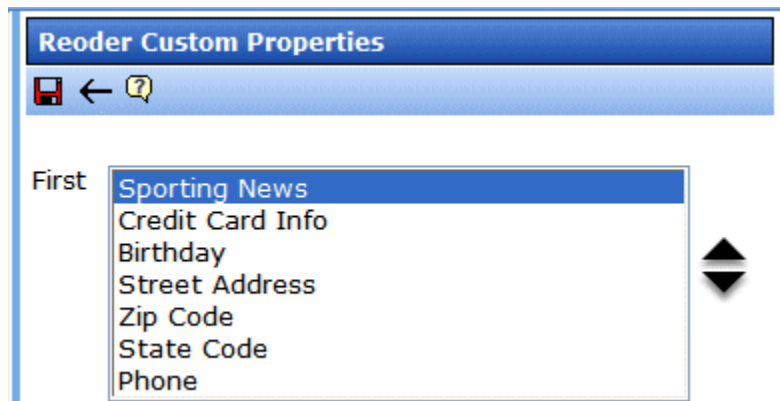 Reoder Custom Properties
First
Sporting News
Credit Card Info
Birthday
Street Address
Zip Code
State Code
Phone